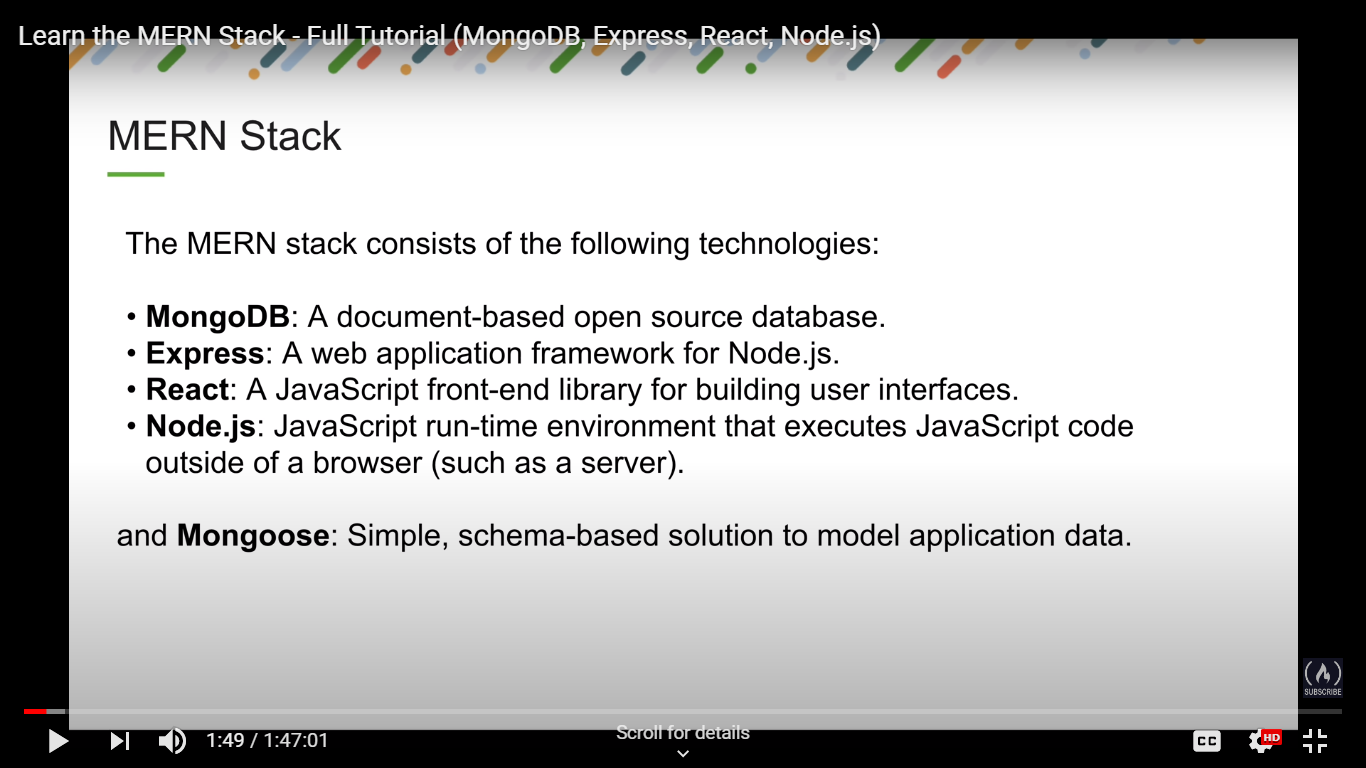 Learn the MERN Stack - Full Tutorial (MongoDB, Express, React, Node.js)
MERN Stack
The MERN stack consists of the following technologies:
• MongoDB: A document-based open source database.
• Express: A web application framework for Node.js.
• React: A JavaScript front-end library for building user interfaces.
• Node.js: JavaScript run-time environment that executes JavaScript code
outside of a browser (such as a server).
and Mongoose: Simple, schema-based solution to model application data.
SUBSCRIBE
1:49 / 1:47:01
Scroll for details
CC
HD